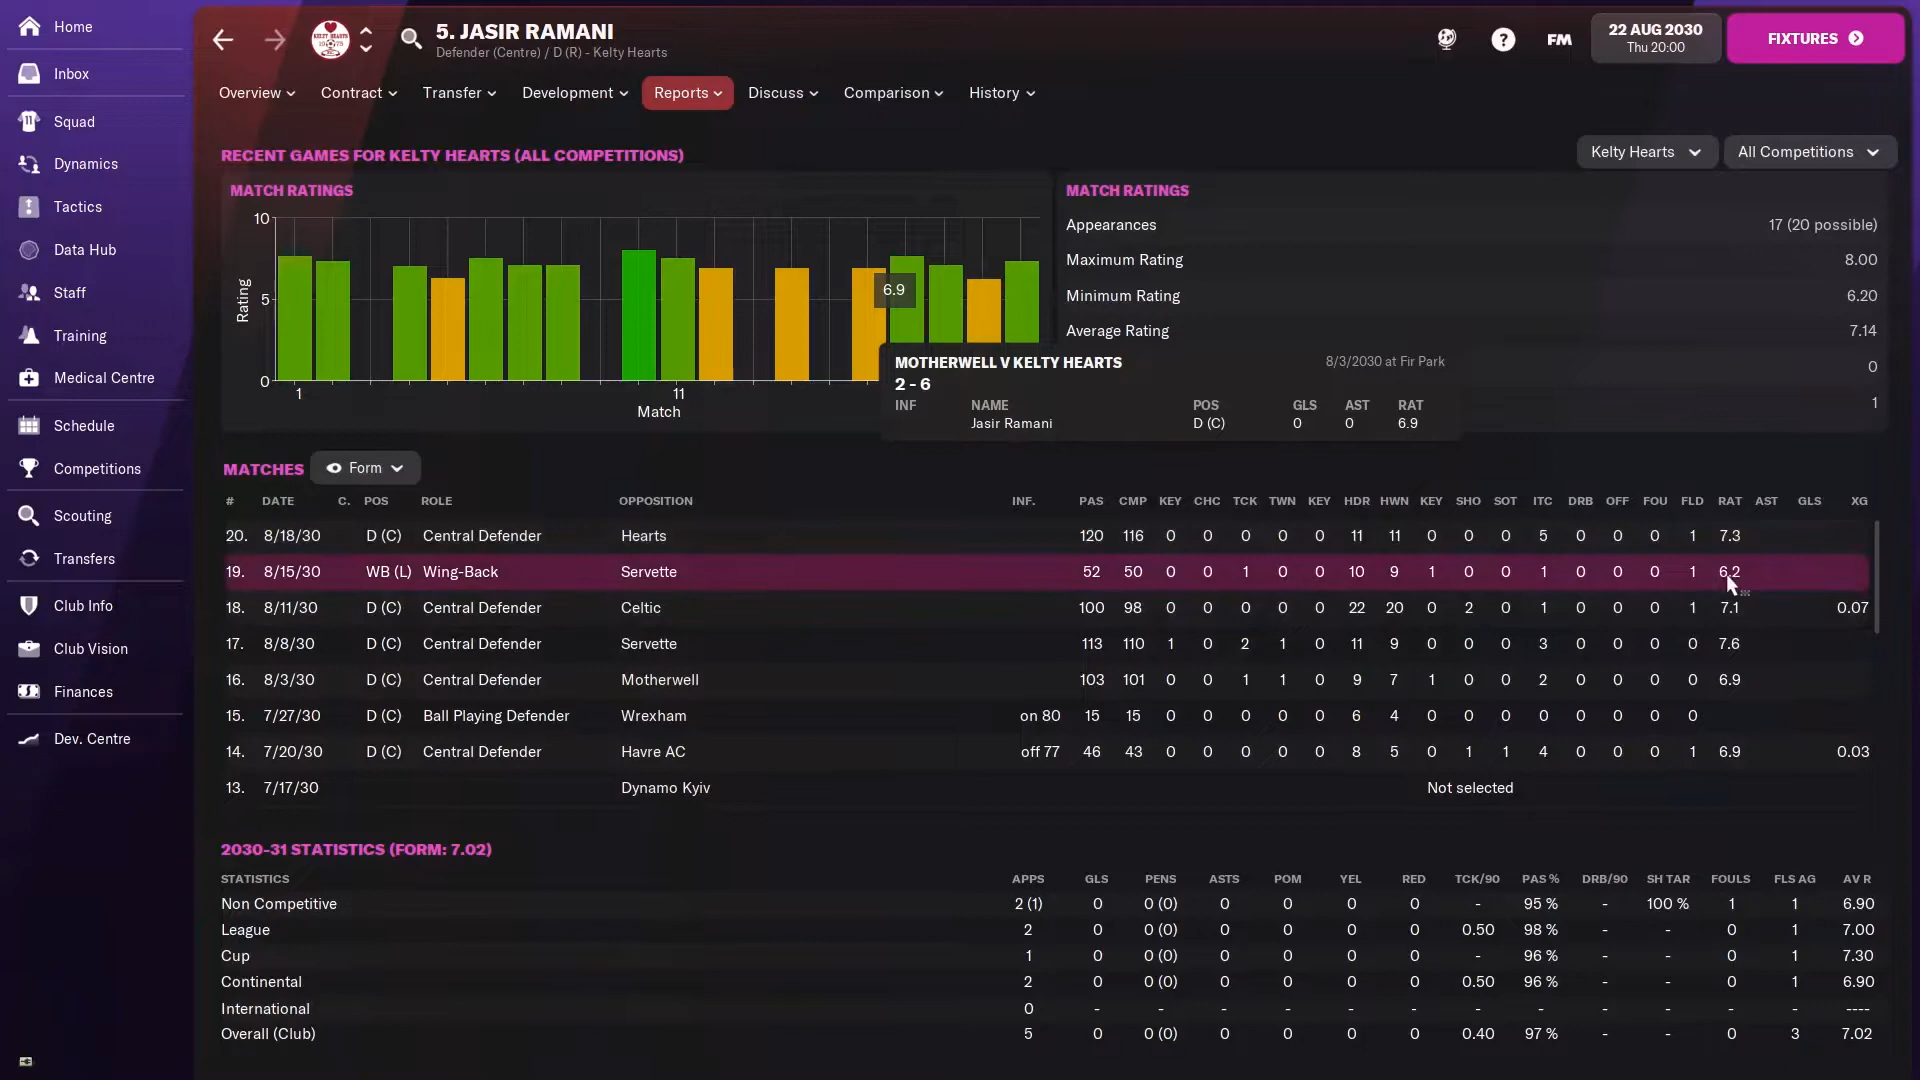 Home
Inbox
Squad
Dynamics
Tactics
Data Hub
Staff
Training
Medical Centre
Schedule
Competitions
Scouting
Transfers
Club Info
Club Vision
Finances
Dev. Centre
5. JASIR RAMANI
Defender (Centre) / D (R) - Kelty Hearts
FM
22 AUG 2030
Thu 20:00
FIXTURES
Overview Contract Transfer Development Reports Discuss Comparison History
RECENT GAMES FOR KELTY HEARTS (ALL COMPETITIONS)
Kelty Hearts All Competitions
MATCH RATINGS
10
5
0
Rating
1 11
Match
6.9
MATCH RATINGS
Appearances 17 (20 possible)
Maximum Rating 8.00
Minimum Rating 6.20
Average Rating 7.14
0
1
MOTHERWELL V KELTY HEARTS 8/3/2030 at Fir Park
2 - 6
INF NAME POS GLS AST RAT
Jasir Ramani D (C) 0 0 6.9
MATCHES Form
# DATE C. POS ROLE OPPOSITION INF. PAS CMP KEY CHC TCK TWN KEY HDR HWN KEY SHO SOT ITC DRB OFF FOU FLD RAT AST GLS XG
20. 8/18/30 D (C) Central Defender Hearts 120 116 0 0 0 0 0 11 11 0 0 0 5 0 0 0 1 7.3
19. 8/15/30 WB (L) Wing-Back Servette 52 50 0 0 1 0 0 10 9 1 0 0 1 0 0 0 1 6.2
18. 8/11/30 D (C) Central Defender Celtic 100 98 0 0 0 0 0 22 20 0 2 0 1 0 0 0 1 7.1 0.07
17. 8/8/30 D (C) Central Defender Servette 113 110 1 0 2 1 0 11 9 0 0 0 3 0 0 0 0 7.6
16. 8/3/30 D (C) Central Defender Motherwell 103 101 0 0 1 1 0 9 7 1 0 0 2 0 0 0 0 6.9
15. 7/27/30 D (C) Ball Playing Defender Wrexham on 80 15 15 0 0 0 0 0 6 4 0 0 0 0 0 0 0 0
14. 7/20/30 D (C) Central Defender Havre AC off 77 46 43 0 0 0 0 0 8 5 0 1 1 4 0 0 0 1 6.9 0.03
13. 7/17/30 Dynamo Kyiv Not selected
2030-31 STATISTICS (FORM: 7.02)
STATISTICS APPS GLS PENS ASTS POM YEL RED TCK/90 PAS % DRB/90 SH TAR FOULS FLS AG AV R
Non Competitive 2 (1) 0 0 (0) 0 0 0 0 - 95 % - 100 % 1 1 6.90
League 2 0 0 (0) 0 0 0 0 0.50 98 % - - 0 1 7.00
Cup 1 0 0 (0) 0 0 0 0 - 96 % - - 0 1 7.30
Continental 2 0 0 (0) 0 0 0 0 0.50 96 % - - 0 1 6.90
International 0 - - - - - - - - - - - - ----
Overall (Club) 5 0 0 (0) 0 0 0 0 0.40 97 % - - 0 3 7.02